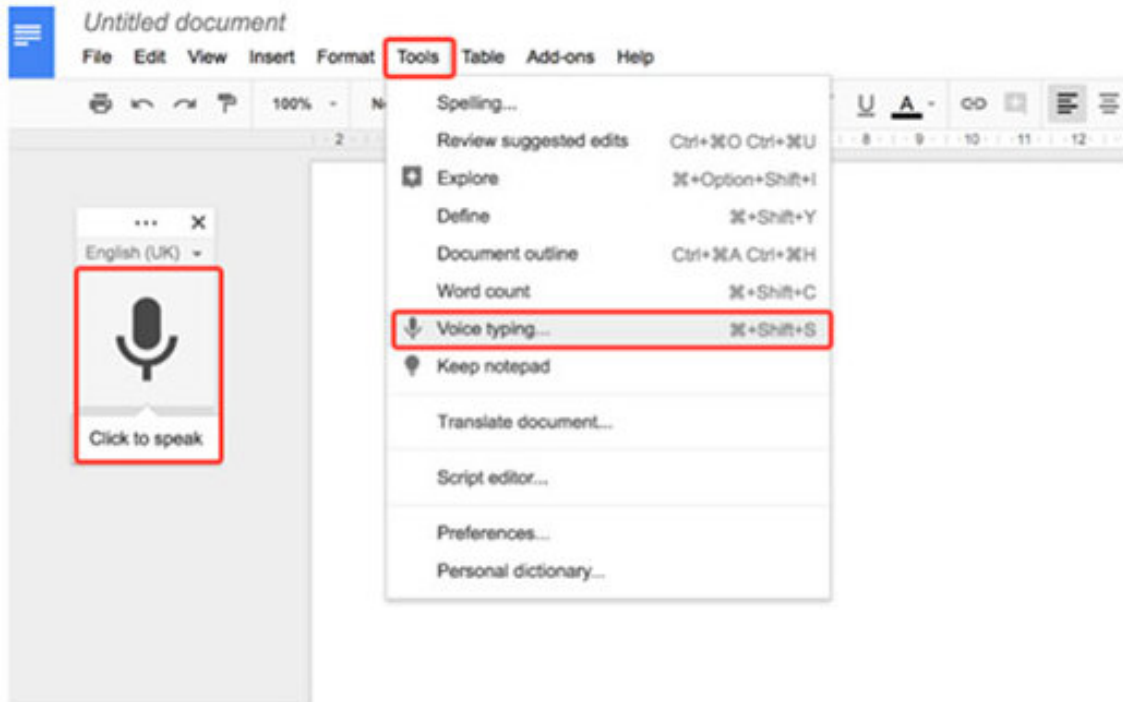 Untitled document
File Edit View Insert Format Tools Table Add-ons Help
100% U A
2 8 9 10 11 12
Spelling...
Review suggested edits Ctrl+⌘O Ctrl+⌘U
Explore ⌘+Option+Shift+I
Define ⌘+Shift+Y
Document outline Ctrl+⌘A Ctrl+⌘H
Word count ⌘+Shift+C
Voice typing... ⌘+Shift+S
Keep notepad
Translate document...
Script editor...
Preferences...
Personal dictionary...
English (UK)
Click to speak